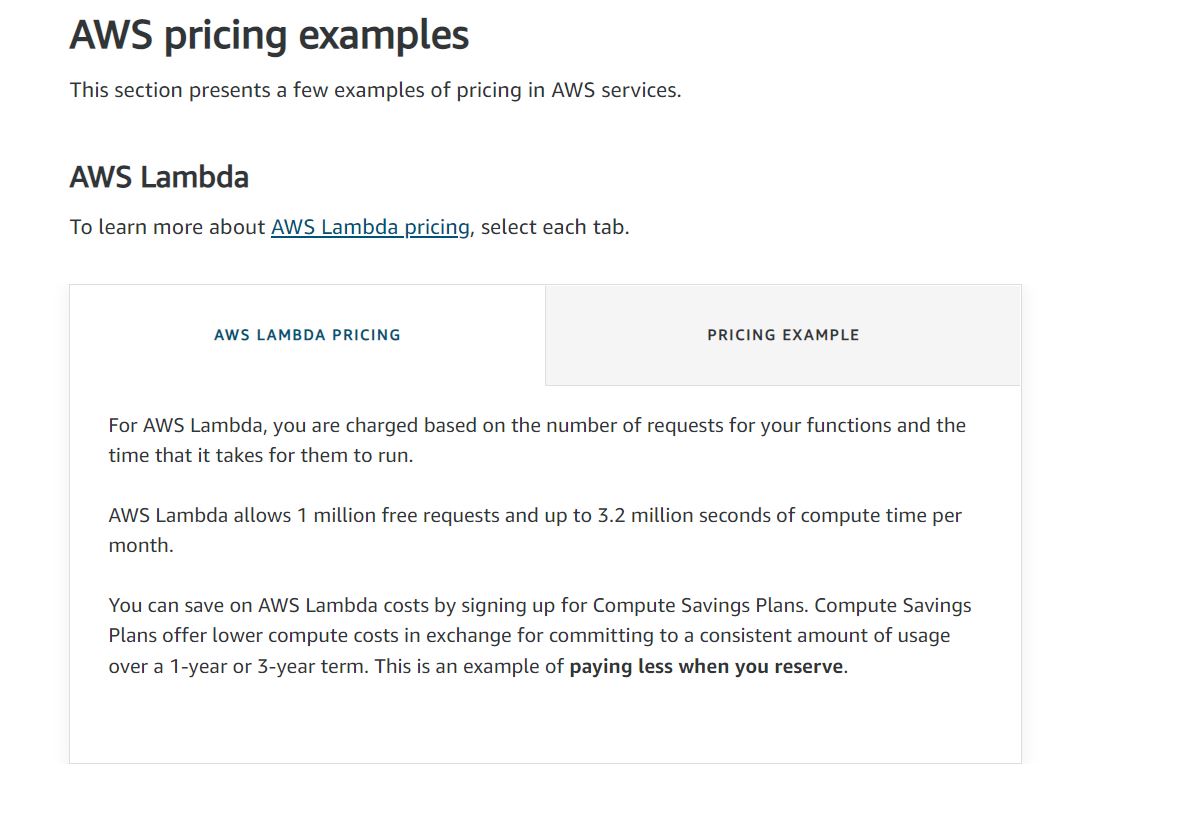 AWS pricing examples
This section presents a few examples of pricing in AWS services.
AWS Lambda
To learn more about AWS Lambda pricing, select each tab.
AWS LAMBDA PRICING
PRICING EXAMPLE
For AWS Lambda, you are charged based on the number of requests for your functions and the
time that it takes for them to run.
AWS Lambda allows 1 million free requests and up to 3.2 million seconds of compute time per
month.
You can save on AWS Lambda costs by signing up for Compute Savings Plans. Compute Savings
Plans offer lower compute costs in exchange for committing to a consistent amount of usage
over a 1-year or 3-year term. This is an example of paying less when you reserve.